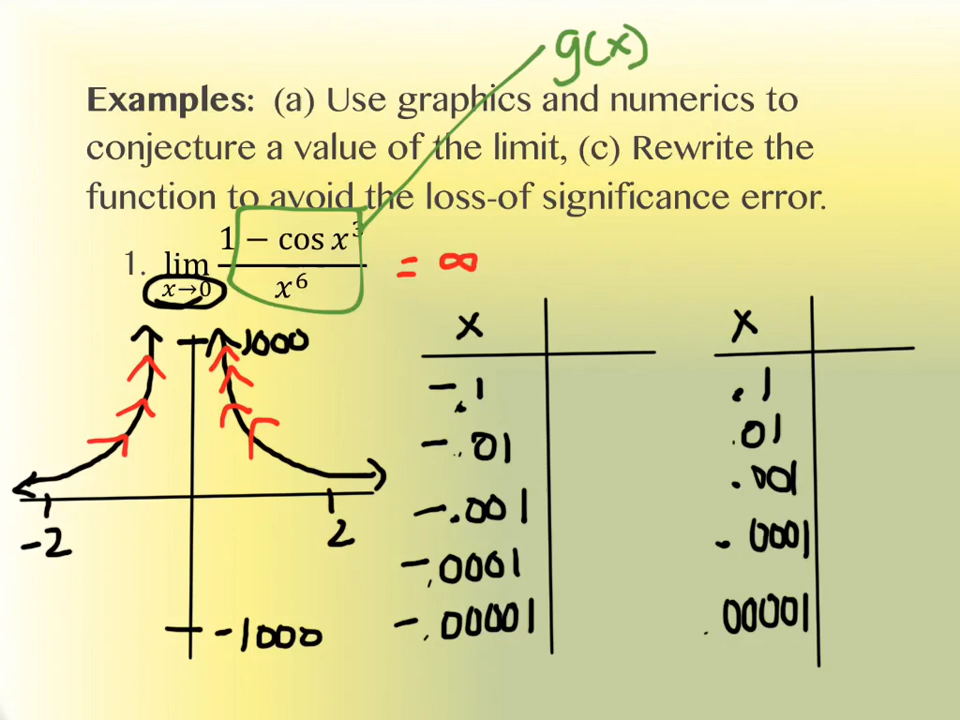 g(x)
Examples: (a) Use graphics and numerics to
conjecture a value of the limit, (c) Rewrite the
function to avoid the loss-of significance error.
1. lim x→0 (1 − cos x³)/x⁶ = ∞
1000
-2
2
-1000
x
-.1
-.01
-.001
-.0001
-.00001
x
.1
.01
.001
.0001
.00001